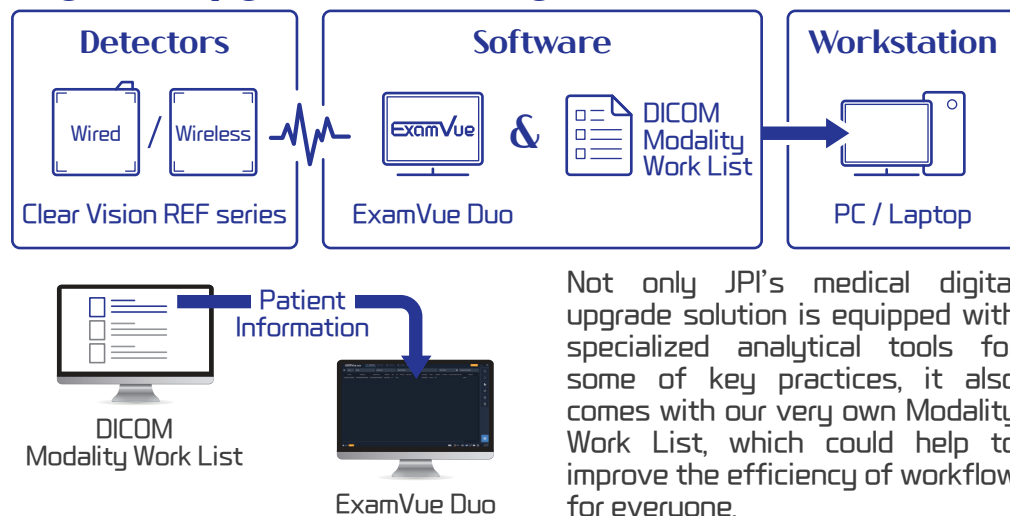 Detectors
Wired / Wireless
Clear Vision REF series
Software
ExamVue
&
DICOM
Modality
Work List
ExamVue Duo
Workstation
PC / Laptop
Patient
Information
DICOM
Modality Work List
ExamVue Duo
Not only JPI's medical digita
upgrade solution is equipped with
specialized analytical tools fo
some of key practices, it also
comes with our very own Modality
Work List, which could help to
improve the efficiency of workflow
for everyone.